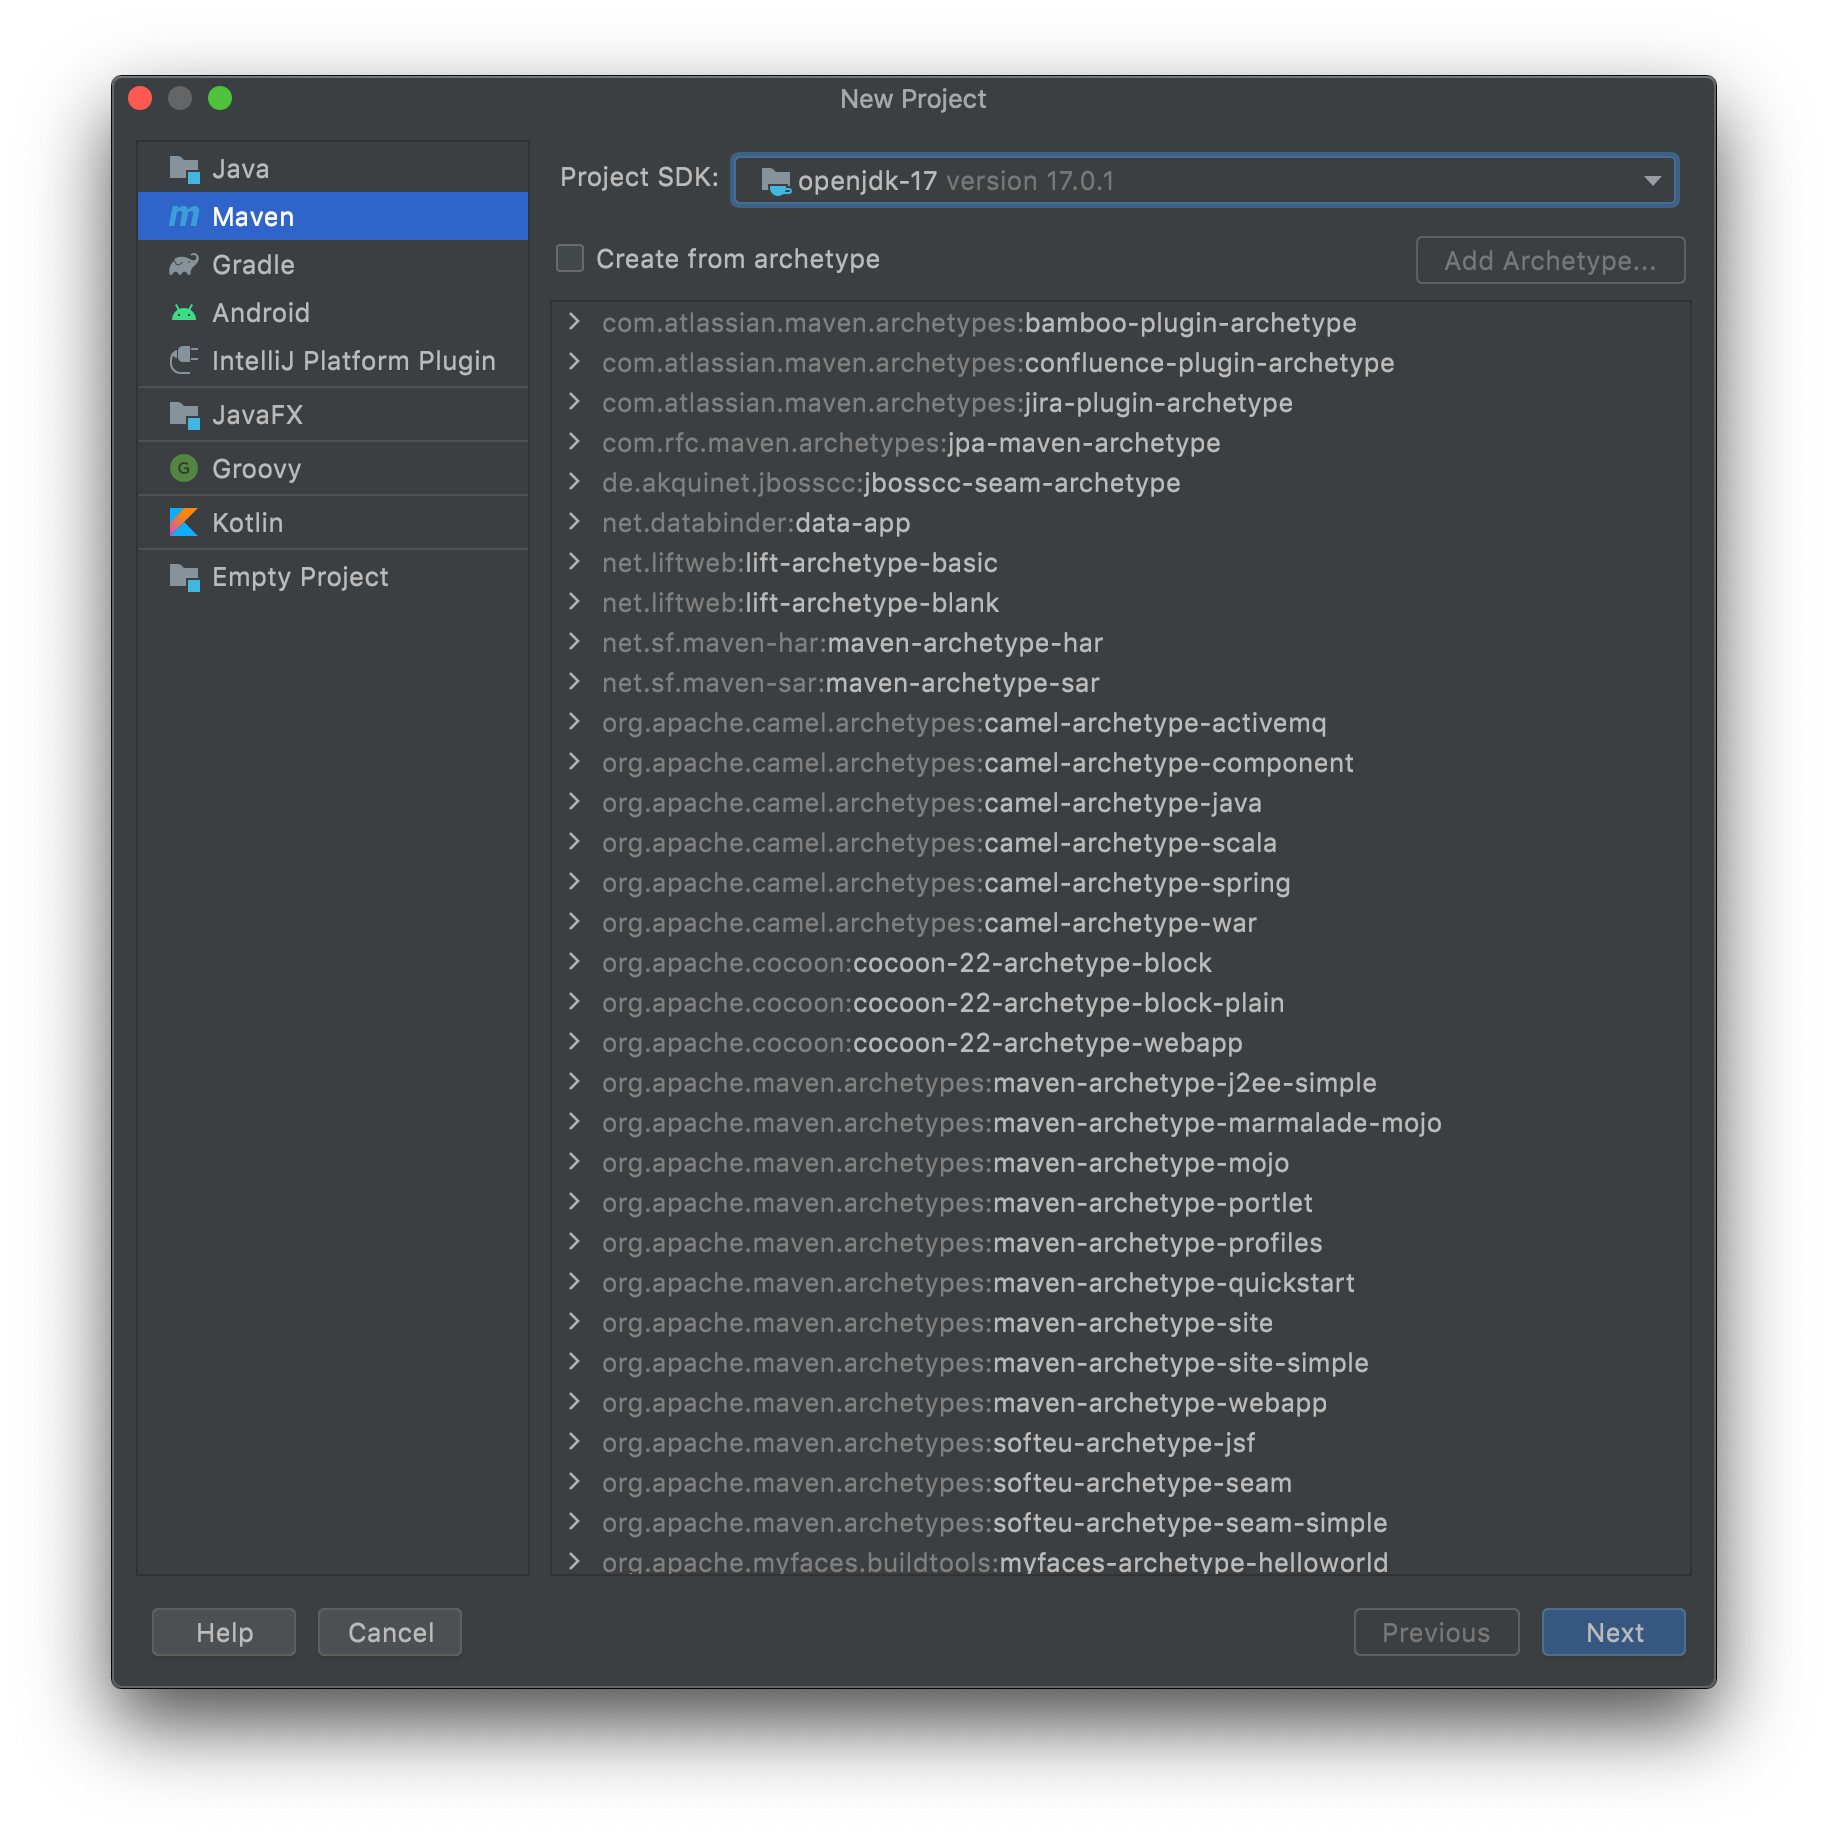 New Project
Java
Maven
Gradle
Android
IntelliJ Platform Plugin
JavaFX
Groovy
Kotlin
Empty Project
Project SDK: openjdk-17 version 17.0.1
Create from archetype
Add Archetype...
com.atlassian.maven.archetypes:bamboo-plugin-archetype
com.atlassian.maven.archetypes:confluence-plugin-archetype
com.atlassian.maven.archetypes:jira-plugin-archetype
com.rfc.maven.archetypes:jpa-maven-archetype
de.akquinet.jbosscc:jbosscc-seam-archetype
net.databinder:data-app
net.liftweb:lift-archetype-basic
net.liftweb:lift-archetype-blank
net.sf.maven-har:maven-archetype-har
net.sf.maven-sar:maven-archetype-sar
org.apache.camel.archetypes:camel-archetype-activemq
org.apache.camel.archetypes:camel-archetype-component
org.apache.camel.archetypes:camel-archetype-java
org.apache.camel.archetypes:camel-archetype-scala
org.apache.camel.archetypes:camel-archetype-spring
org.apache.camel.archetypes:camel-archetype-war
org.apache.cocoon:cocoon-22-archetype-block
org.apache.cocoon:cocoon-22-archetype-block-plain
org.apache.cocoon:cocoon-22-archetype-webapp
org.apache.maven.archetypes:maven-archetype-j2ee-simple
org.apache.maven.archetypes:maven-archetype-marmalade-mojo
org.apache.maven.archetypes:maven-archetype-mojo
org.apache.maven.archetypes:maven-archetype-portlet
org.apache.maven.archetypes:maven-archetype-profiles
org.apache.maven.archetypes:maven-archetype-quickstart
org.apache.maven.archetypes:maven-archetype-site
org.apache.maven.archetypes:maven-archetype-site-simple
org.apache.maven.archetypes:maven-archetype-webapp
org.apache.maven.archetypes:softeu-archetype-jsf
org.apache.maven.archetypes:softeu-archetype-seam
org.apache.maven.archetypes:softeu-archetype-seam-simple
org.apache.myfaces.buildtools:myfaces-archetype-helloworld
Help
Cancel
Previous
Next